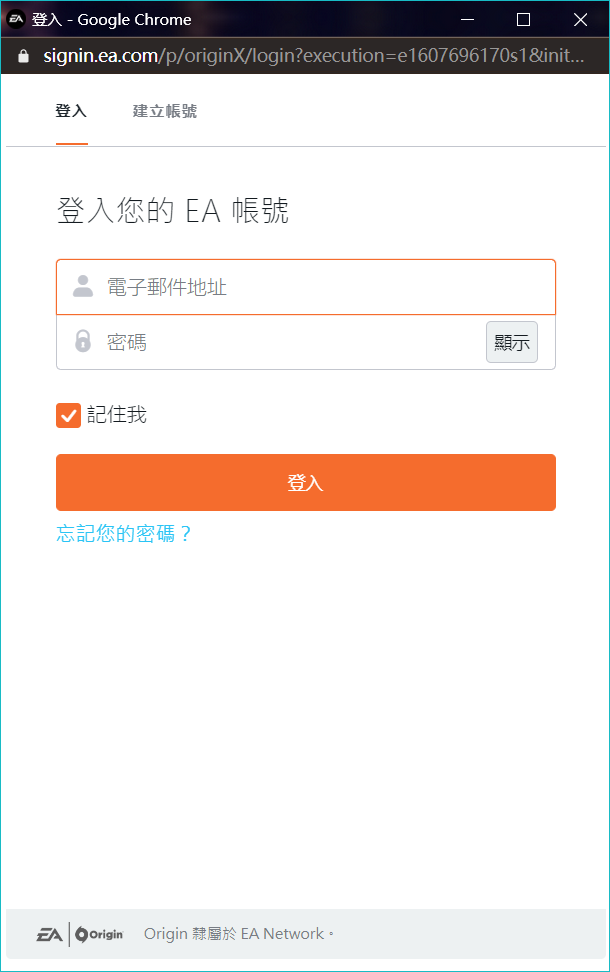 EA 登入 - Google Chrome
signin.ea.com/p/originX/login?execution=e1607696170s1&init...
登入 建立帳號
登入您的 EA 帳號
電子郵件地址
密碼 顯示
記住我
登入
忘記您的密碼？
EA Origin Origin 隸屬於 EA Network。